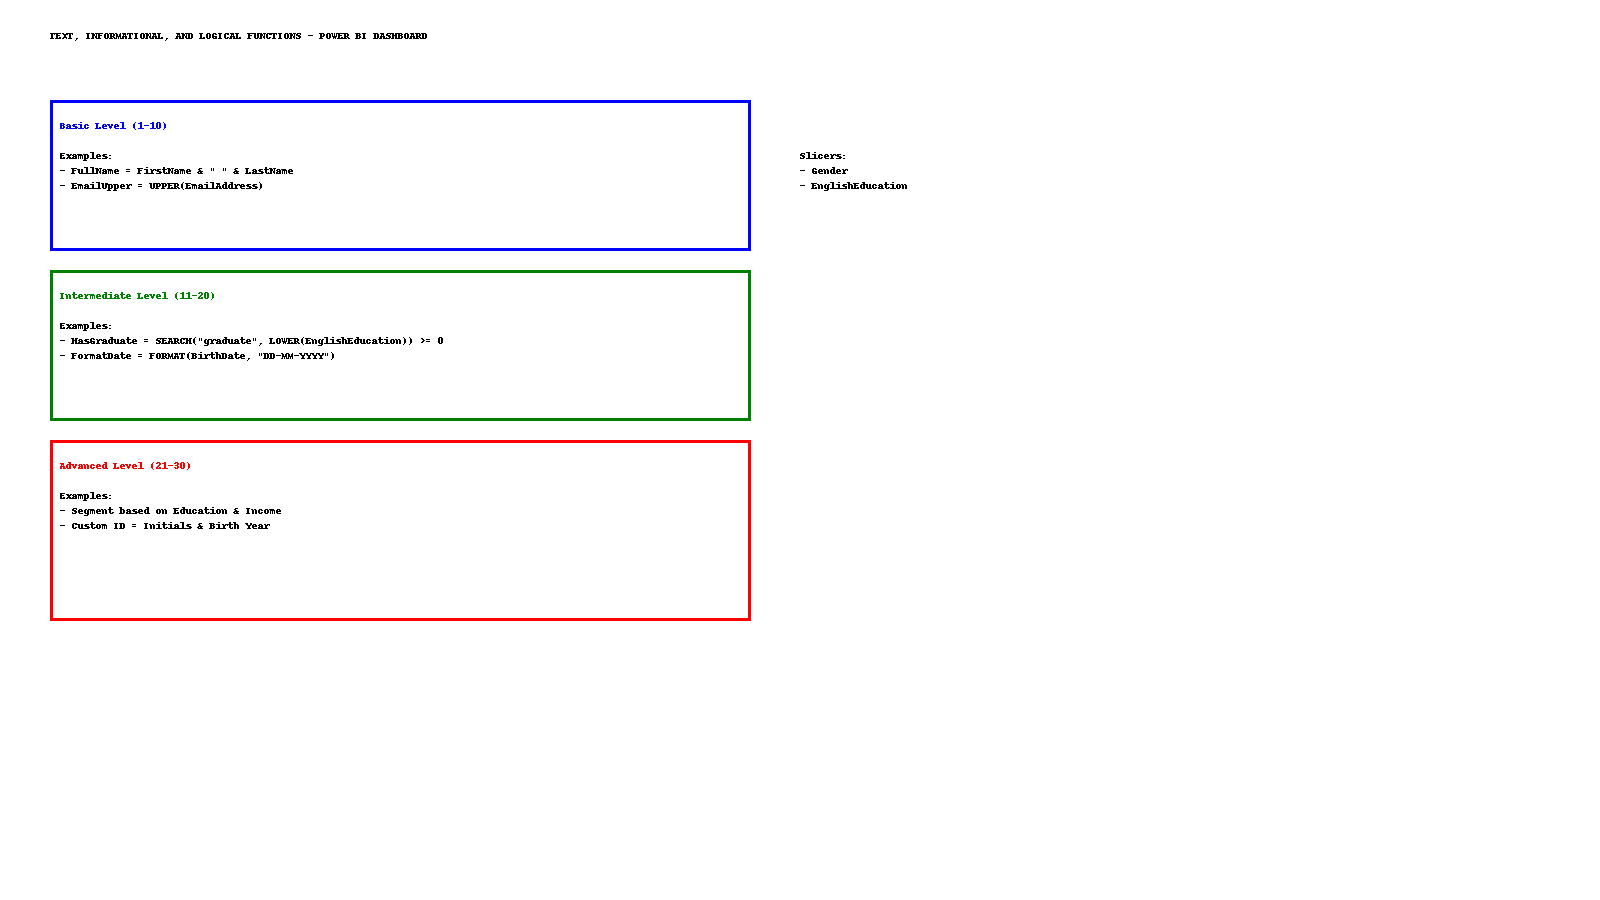 TEXT, INFORMATIONAL, AND LOGICAL FUNCTIONS - POWER BI DASHBOARD
Basic Level (1-10)
Examples:
- FullName = FirstName & " " & LastName
- EmailUpper = UPPER(EmailAddress)
Slicers:
- Gender
- EnglishEducation
Intermediate Level (11-20)
Examples:
- HasGraduate = SEARCH("graduate", LOWER(EnglishEducation)) >= 0
- FormatDate = FORMAT(BirthDate, "DD-MM-YYYY")
Advanced Level (21-30)
Examples:
- Segment based on Education & Income
- Custom ID = Initials & Birth Year